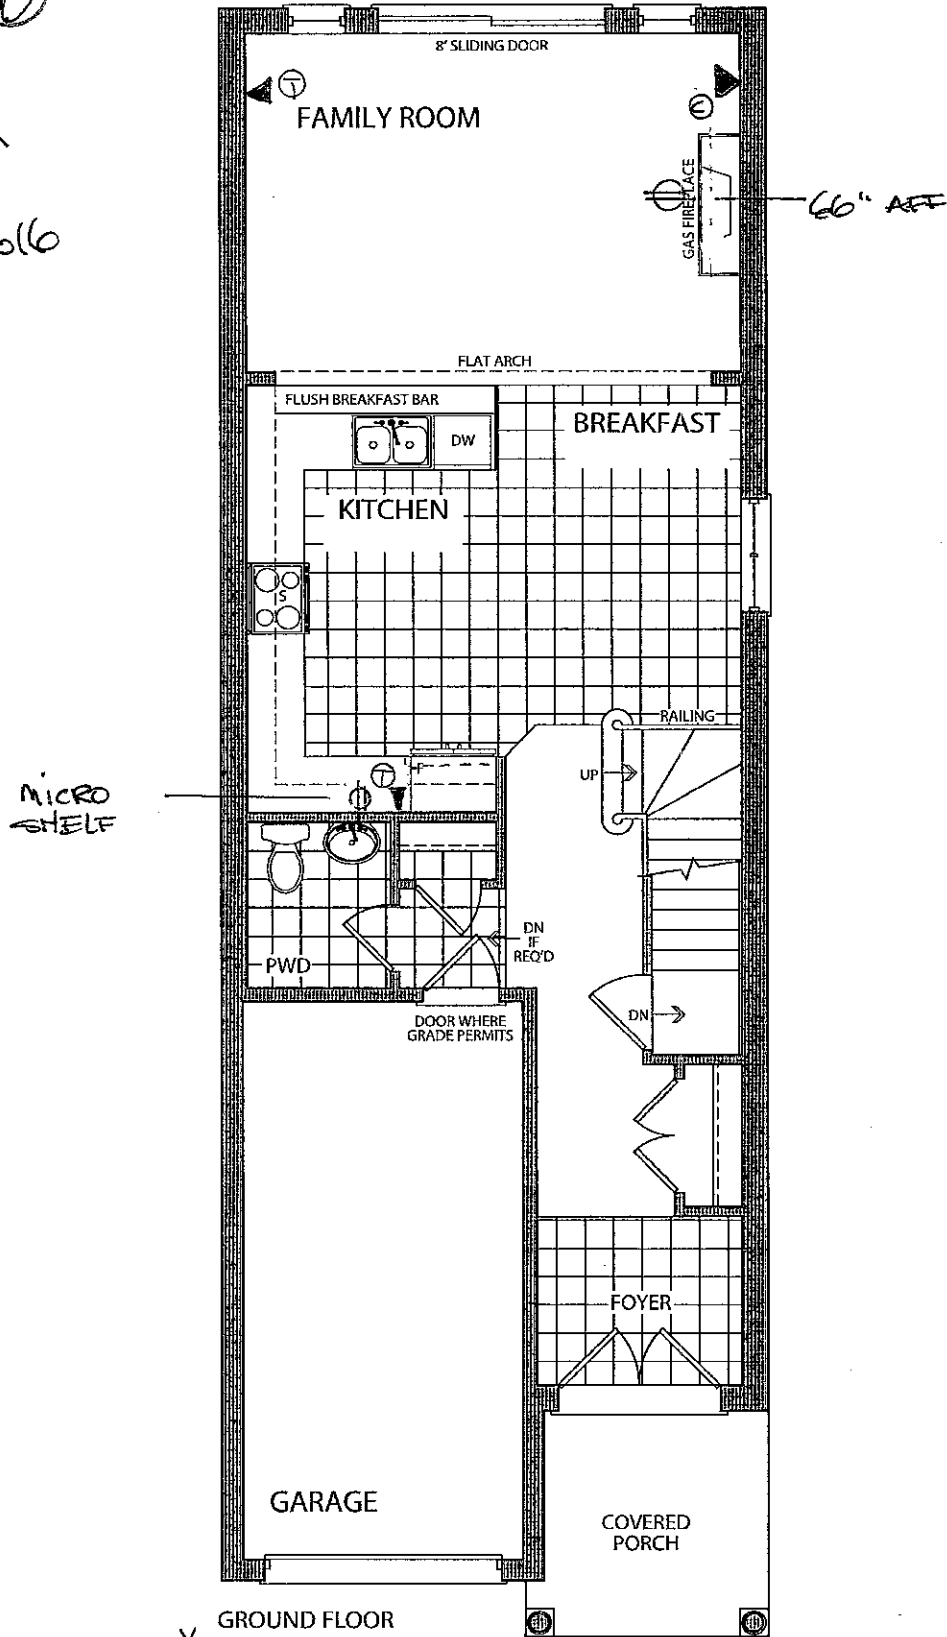 8' SLIDING DOOR
T
FAMILY ROOM
C
GAS FIREPLACE
66" AFF
2016
FLAT ARCH
FLUSH BREAKFAST BAR
BREAKFAST
DW
KITCHEN
S
RAILING
UP
T
F
MICRO
SHELF
DN
IF
REQ'D
PWD
DN
DOOR WHERE
GRADE PERMITS
FOYER
GARAGE
COVERED
PORCH
GROUND FLOOR